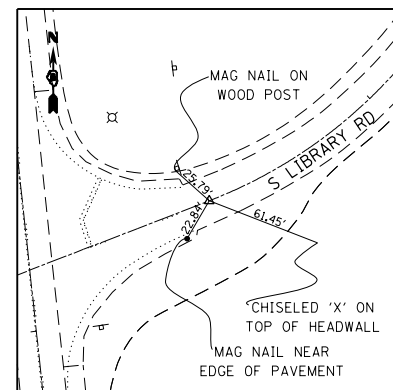 N
MAG NAIL ON
WOOD POST
S LIBRARY RD
25.79'
22.84'
61.45'
CHISELED 'X' ON
TOP OF HEADWALL
MAG NAIL NEAR
EDGE OF PAVEMENT